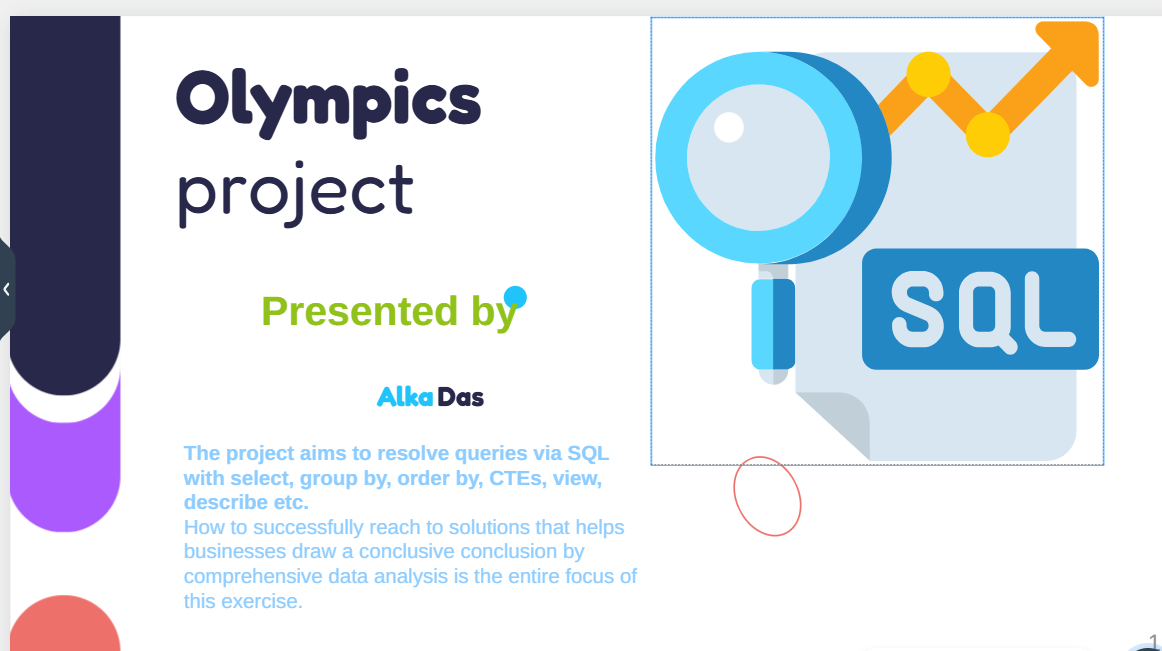 Olympics
project
Presented by
Alka Das
The project aims to resolve queries via SQL
with select, group by, order by, CTEs, view,
describe etc.
How to successfully reach to solutions that helps
businesses draw a conclusive conclusion by
comprehensive data analysis is the entire focus of
this exercise.
SQL
1